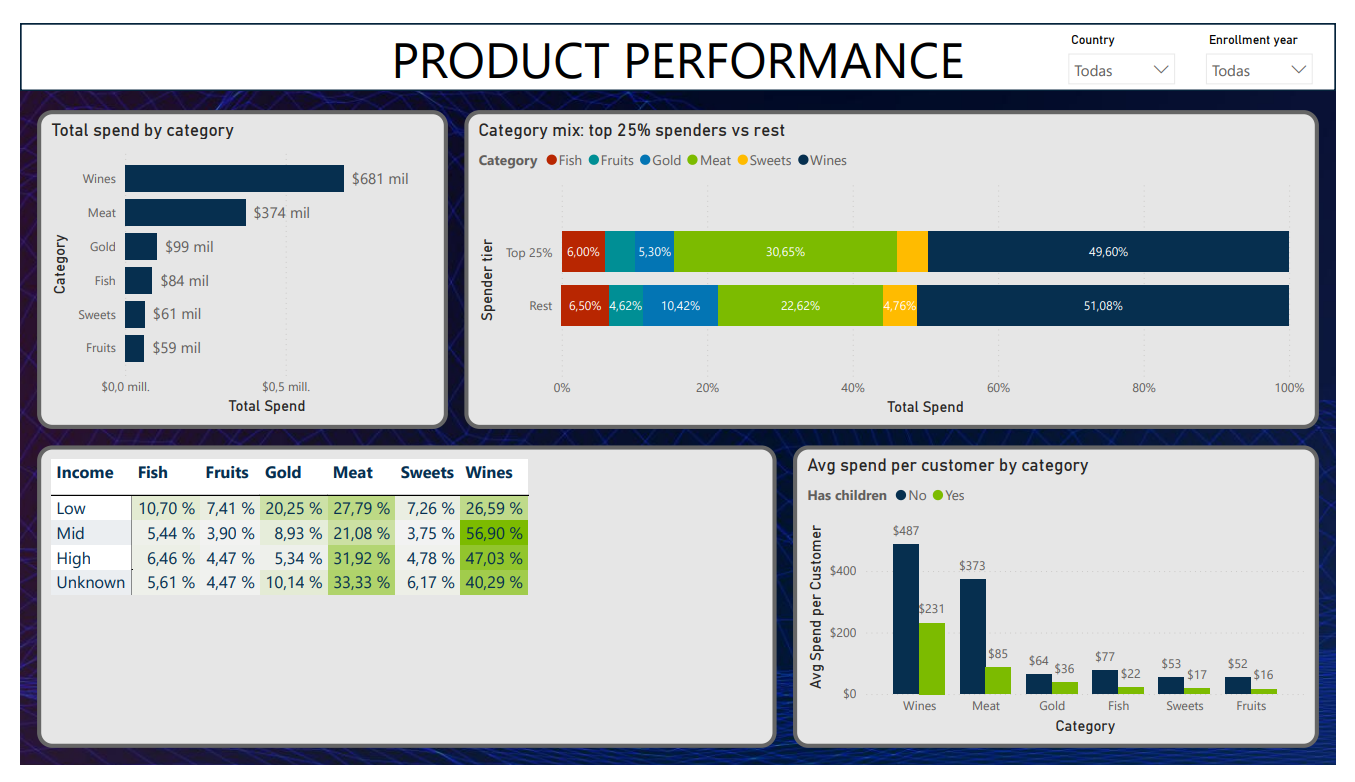 PRODUCT PERFORMANCE
Country
Todas
Enrollment year
Todas
Total spend by category
Category
Wines $681 mil
Meat $374 mil
Gold $99 mil
Fish $84 mil
Sweets $61 mil
Fruits $59 mil
$0,0 mill. $0,5 mill.
Total Spend
Category mix: top 25% spenders vs rest
Category Fish Fruits Gold Meat Sweets Wines
Spender tier
Top 25% 6,00% 5,30% 30,65% 49,60%
Rest 6,50% 4,62% 10,42% 22,62% 4,76% 51,08%
0% 20% 40% 60% 80% 100%
Total Spend
Income Fish Fruits Gold Meat Sweets Wines
Low 10,70 % 7,41 % 20,25 % 27,79 % 7,26 % 26,59 %
Mid 5,44 % 3,90 % 8,93 % 21,08 % 3,75 % 56,90 %
High 6,46 % 4,47 % 5,34 % 31,92 % 4,78 % 47,03 %
Unknown 5,61 % 4,47 % 10,14 % 33,33 % 6,17 % 40,29 %
Avg spend per customer by category
Has children No Yes
Avg Spend per Customer
$400
$200
$0
$487 $231
$373 $85
$64 $36
$77 $22
$53 $17
$52 $16
Wines Meat Gold Fish Sweets Fruits
Category